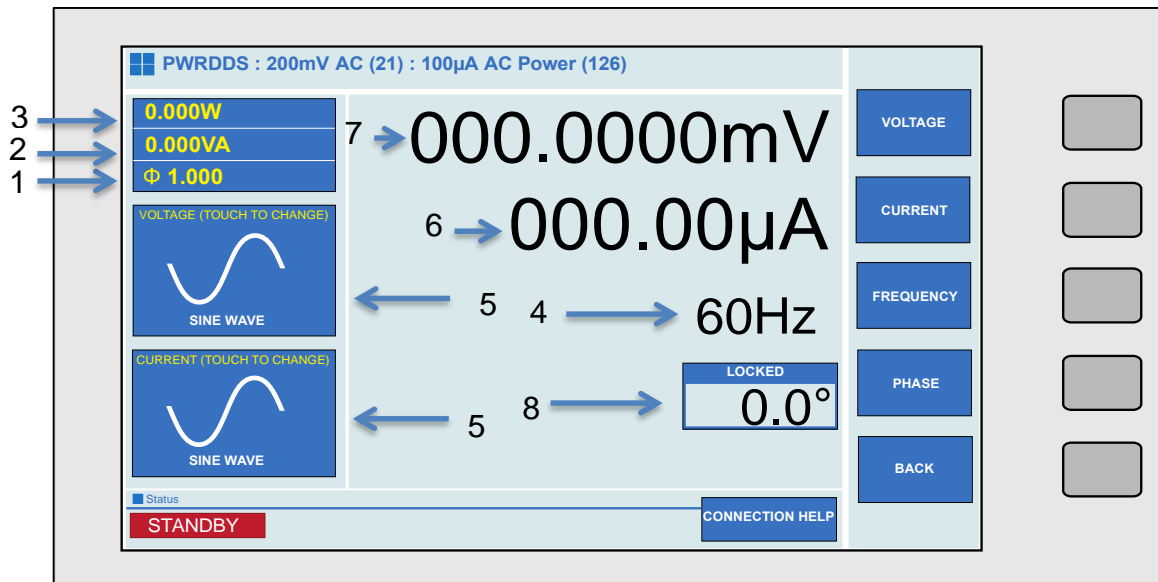 PWRDDS : 200mV AC (21) : 100µA AC Power (126)
3
0.000W
2
0.000VA
1
Φ 1.000
7
000.0000mV
6
000.00µA
VOLTAGE (TOUCH TO CHANGE)
SINE WAVE
5
4
60Hz
CURRENT (TOUCH TO CHANGE)
SINE WAVE
5
8
LOCKED
0.0°
VOLTAGE
CURRENT
FREQUENCY
PHASE
BACK
Status
STANDBY
CONNECTION HELP